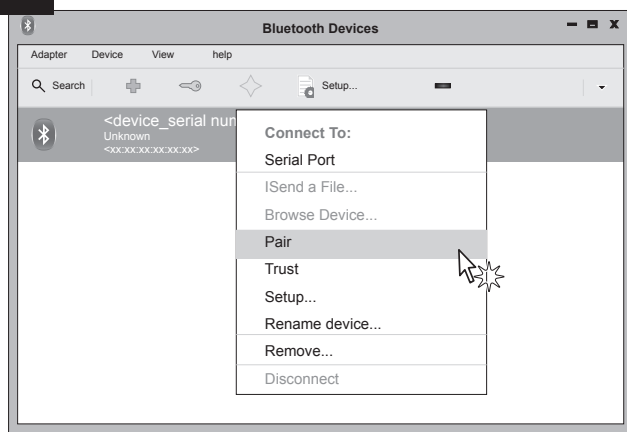 Bluetooth Devices
Adapter Device View help
Search Setup...
<device_serial num
Unknown
<xx:xx:xx:xx:xx:xx>
Connect To:
Serial Port
ISend a File...
Browse Device...
Pair
Trust
Setup...
Rename device...
Remove...
Disconnect